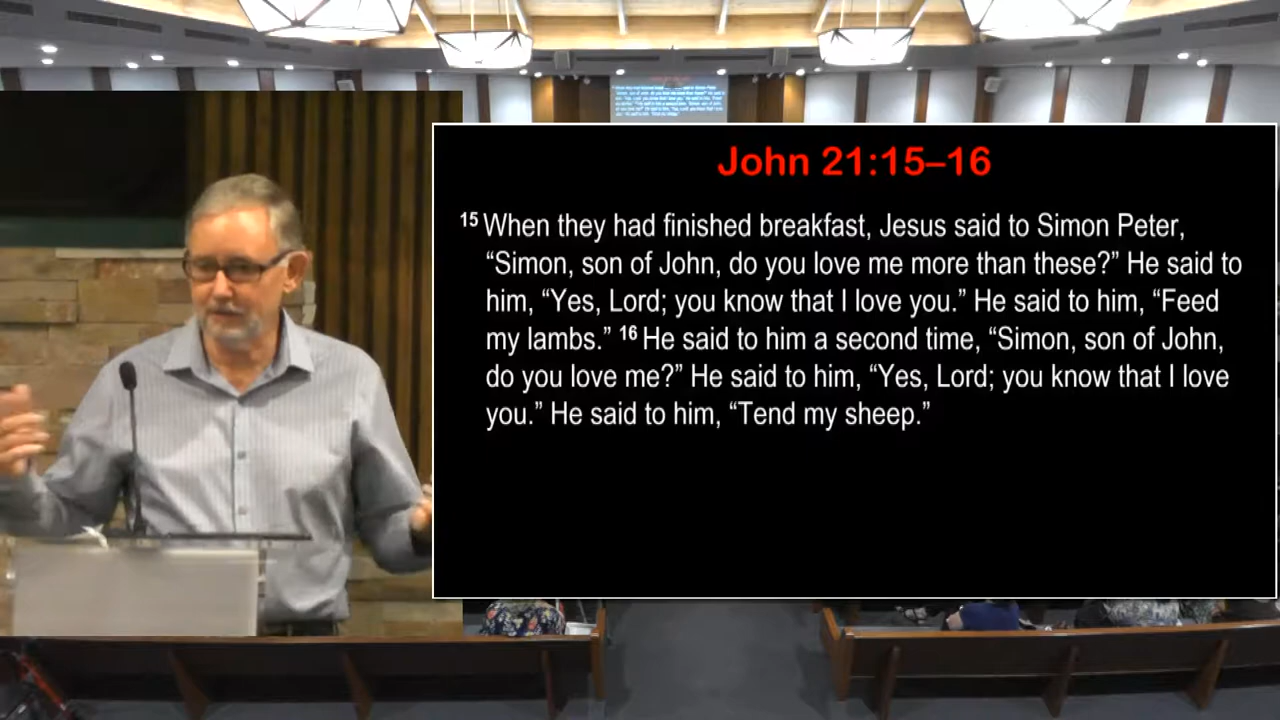 John 21:15–16
15 When they had finished breakfast, Jesus said to Simon Peter,
“Simon, son of John, do you love me more than these?” He said to
him, “Yes, Lord; you know that I love you.” He said to him, “Feed
my lambs.” 16 He said to him a second time, “Simon, son of John,
do you love me?” He said to him, “Yes, Lord; you know that I love
you.” He said to him, “Tend my sheep.”